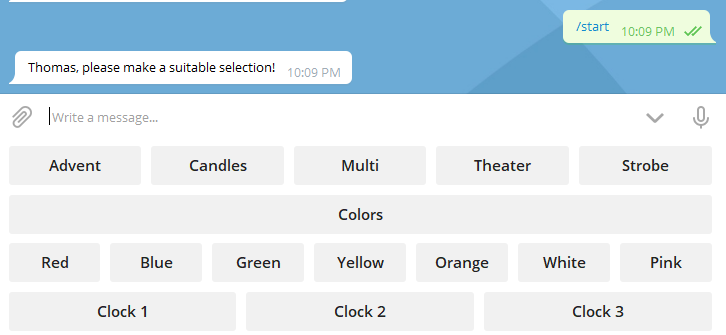 /start 10:09 PM
Thomas, please make a suitable selection! 10:09 PM
Write a message...
Advent Candles Multi Theater Strobe
Colors
Red Blue Green Yellow Orange White Pink
Clock 1 Clock 2 Clock 3